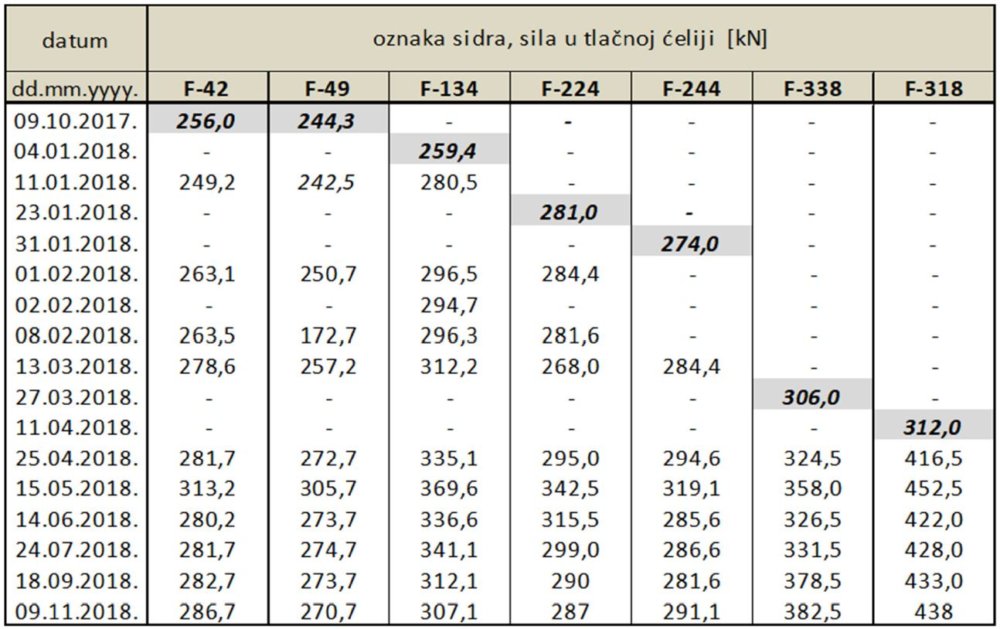 datum oznaka sidra, sila u tlačnoj ćeliji [kN]
dd.mm.yyyy. F-42 F-49 F-134 F-224 F-244 F-338 F-318
09.10.2017. 256,0 244,3 - - - - -
04.01.2018. - - 259,4 - - - -
11.01.2018. 249,2 242,5 280,5 - - - -
23.01.2018. - - - 281,0 - - -
31.01.2018. - - - - 274,0 - -
01.02.2018. 263,1 250,7 296,5 284,4 - - -
02.02.2018. - - 294,7 - - - -
08.02.2018. 263,5 172,7 296,3 281,6 - - -
13.03.2018. 278,6 257,2 312,2 268,0 284,4 - -
27.03.2018. - - - - - 306,0 -
11.04.2018. - - - - - - 312,0
25.04.2018. 281,7 272,7 335,1 295,0 294,6 324,5 416,5
15.05.2018. 313,2 305,7 369,6 342,5 319,1 358,0 452,5
14.06.2018. 280,2 273,7 336,6 315,5 285,6 326,5 422,0
24.07.2018. 281,7 274,7 341,1 299,0 286,6 331,5 428,0
18.09.2018. 282,7 273,7 312,1 290 281,6 378,5 433,0
09.11.2018. 286,7 270,7 307,1 287 291,1 382,5 438